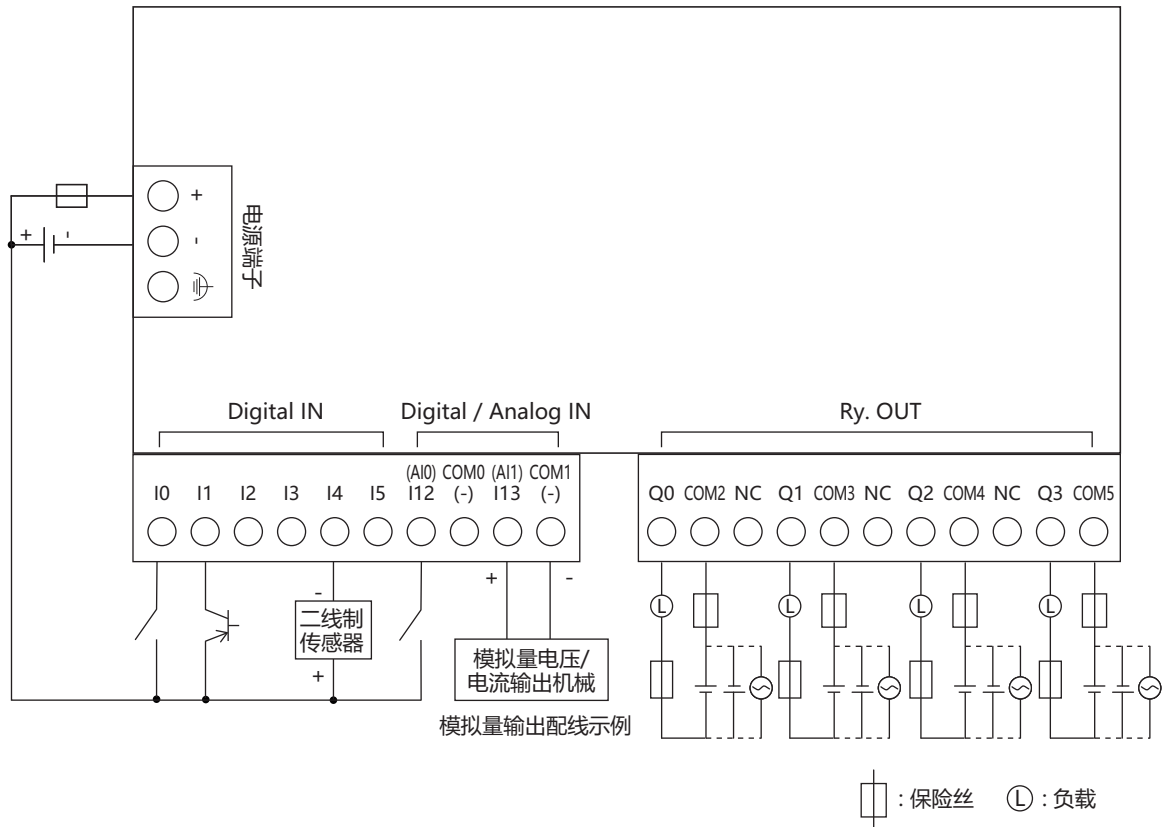 +
+ -
-
电源端子
Digital IN
Digital / Analog IN
Ry. OUT
(AI0) COM0 (AI1) COM1
I0 I1 I2 I3 I4 I5 I12 (-) I13 (-)
Q0 COM2 NC Q1 COM3 NC Q2 COM4 NC Q3 COM5
+ -
-
二线制
传感器
+
模拟量电压/
电流输出机械
模拟量输出配线示例
L L L L
: 保险丝
L : 负载